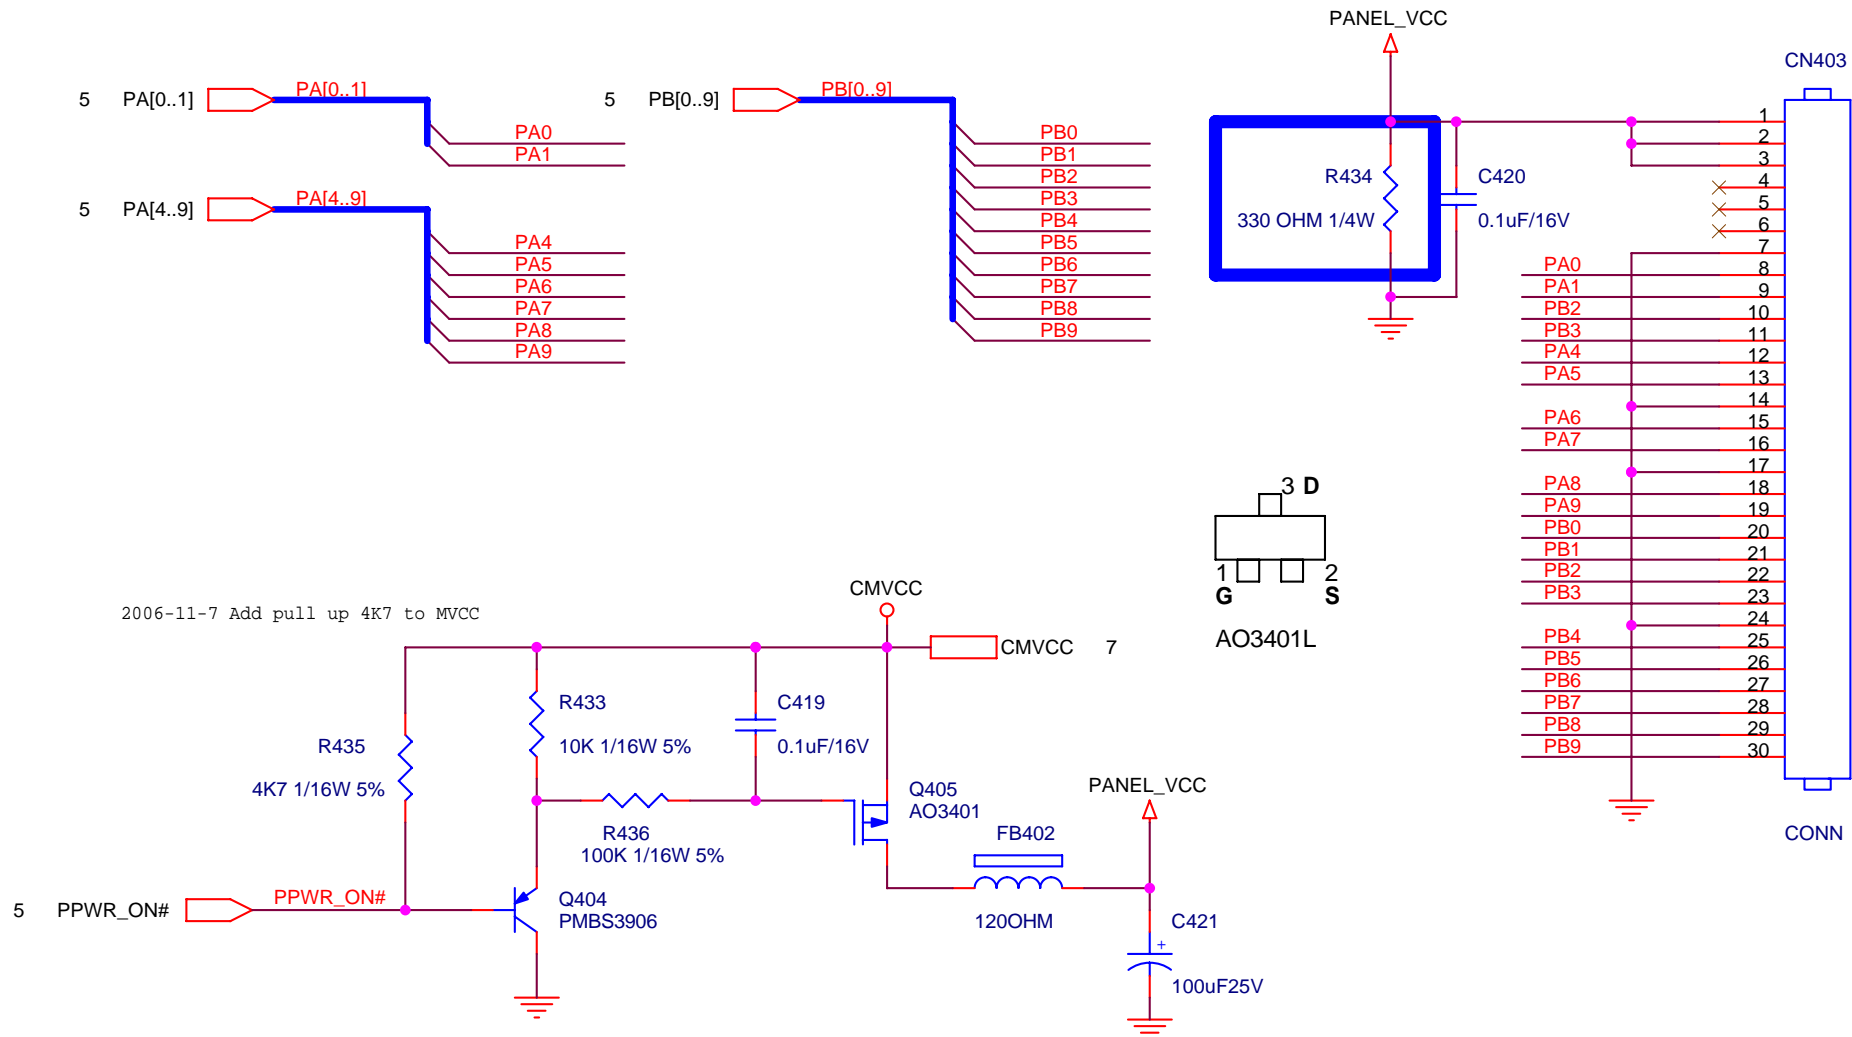 PANEL_VCC
CN403
5 PA[0..1] PA[0..1]
PA0
PA1
5 PA[4..9] PA[4..9]
PA4
PA5
PA6
PA7
PA8
PA9
5 PB[0..9] PB[0..9]
PB0
PB1
PB2
PB3
PB4
PB5
PB6
PB7
PB8
PB9
R434
330 OHM 1/4W
C420
0.1uF/16V
1
2
3
4
5
6
7
PA0 8
PA1 9
PB2 10
PB3 11
PA4 12
PA5 13
14
PA6 15
PA7 16
17
PA8 18
PA9 19
PB0 20
PB1 21
PB2 22
PB3 23
24
PB4 25
PB5 26
PB6 27
PB7 28
PB8 29
PB9 30
CONN
3 D
1 2
G S
AO3401L
2006-11-7 Add pull up 4K7 to MVCC
CMVCC
CMVCC 7
R433
10K 1/16W 5%
C419
0.1uF/16V
R435
4K7 1/16W 5%
R436
100K 1/16W 5%
Q405
AO3401
PANEL_VCC
FB402
120OHM
5 PPWR_ON# PPWR_ON#
Q404
PMBS3906
C421
+
100uF25V